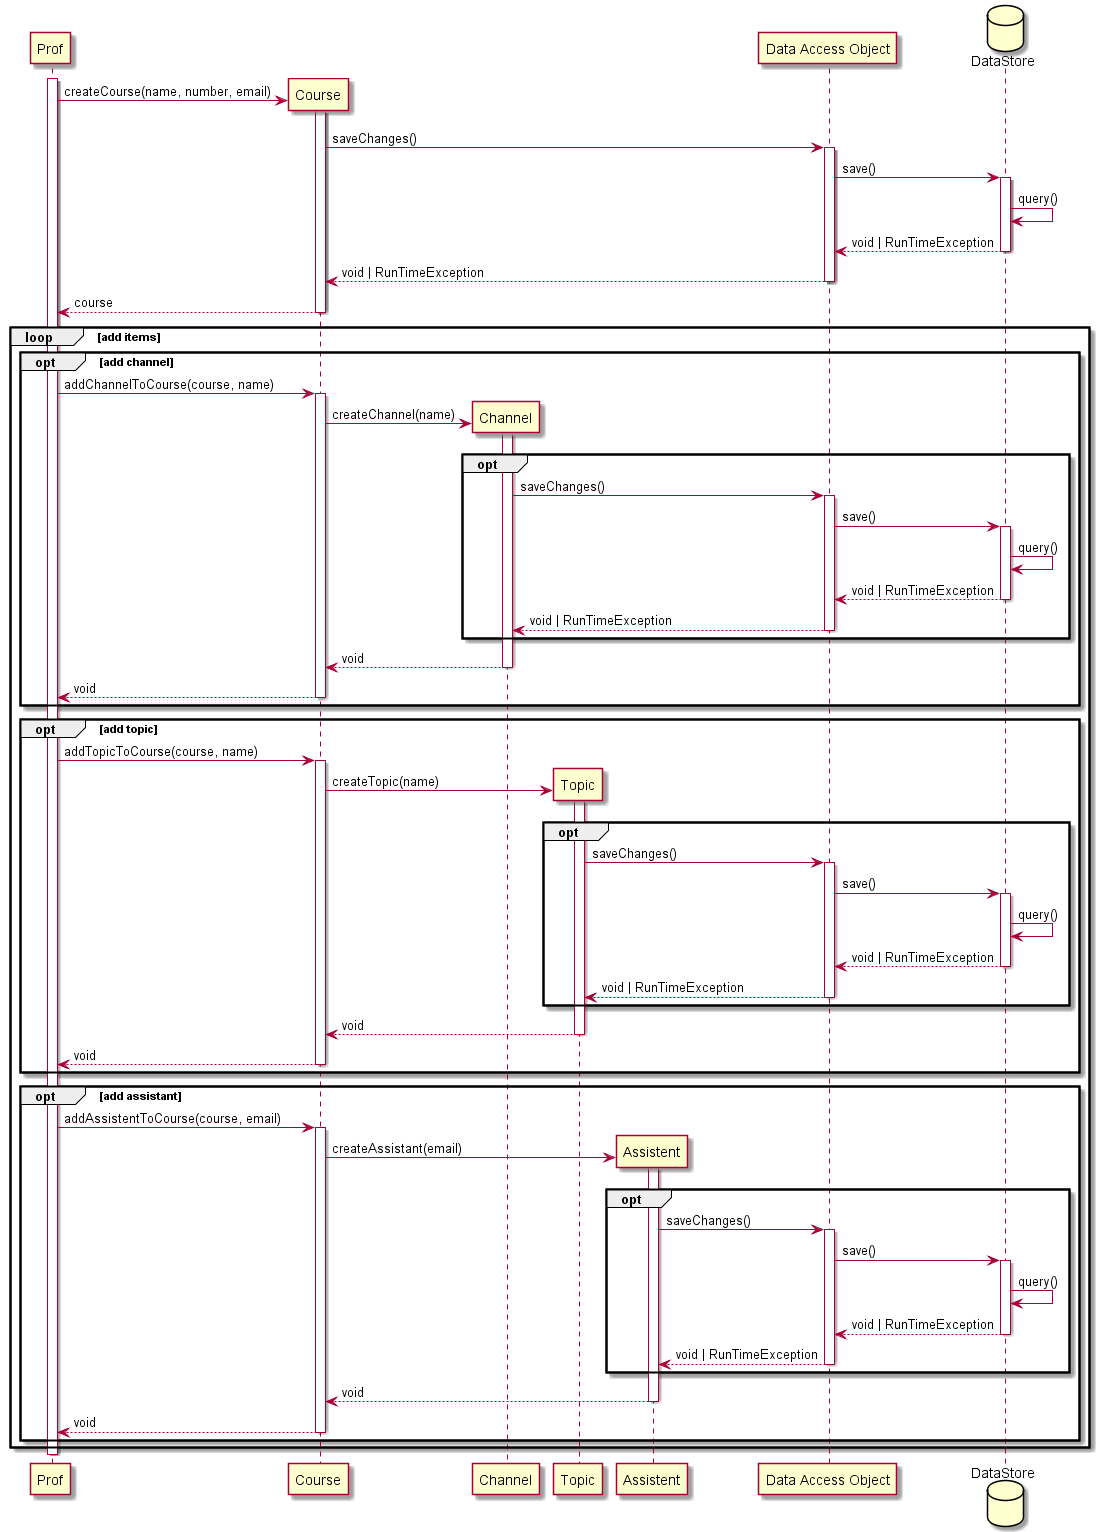 Prof
Data Access Object
DataStore
createCourse(name, number, email)
Course
saveChanges()
save()
query()
void | RunTimeException
void | RunTimeException
course
loop [add items]
opt [add channel]
addChannelToCourse(course, name)
createChannel(name)
Channel
opt
saveChanges()
save()
query()
void | RunTimeException
void | RunTimeException
void
void
opt [add topic]
addTopicToCourse(course, name)
createTopic(name)
Topic
opt
saveChanges()
save()
query()
void | RunTimeException
void | RunTimeException
void
void
opt [add assistant]
addAssistentToCourse(course, email)
createAssistant(email)
Assistent
opt
saveChanges()
save()
query()
void | RunTimeException
void | RunTimeException
void
void
Prof
Course
Channel
Topic
Assistent
Data Access Object
DataStore